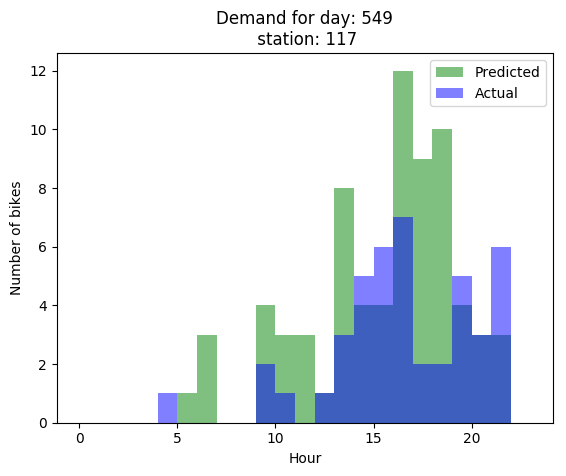 Demand for day: 549
station: 117
Predicted
Actual
Number of bikes
12
10
8
6
4
2
0
0 5 10 15 20
Hour